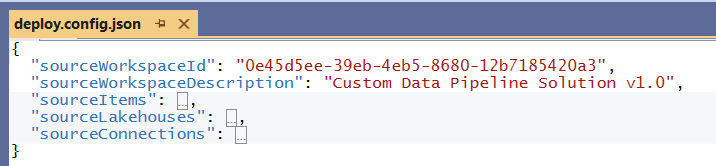 deploy.config.json
{
"sourceWorkspaceId": "0e45d5ee-39eb-4eb5-8680-12b7185420a3",
"sourceWorkspaceDescription": "Custom Data Pipeline Solution v1.0",
"sourceItems": ...,
"sourceLakehouses": ...,
"sourceConnections": ...
}